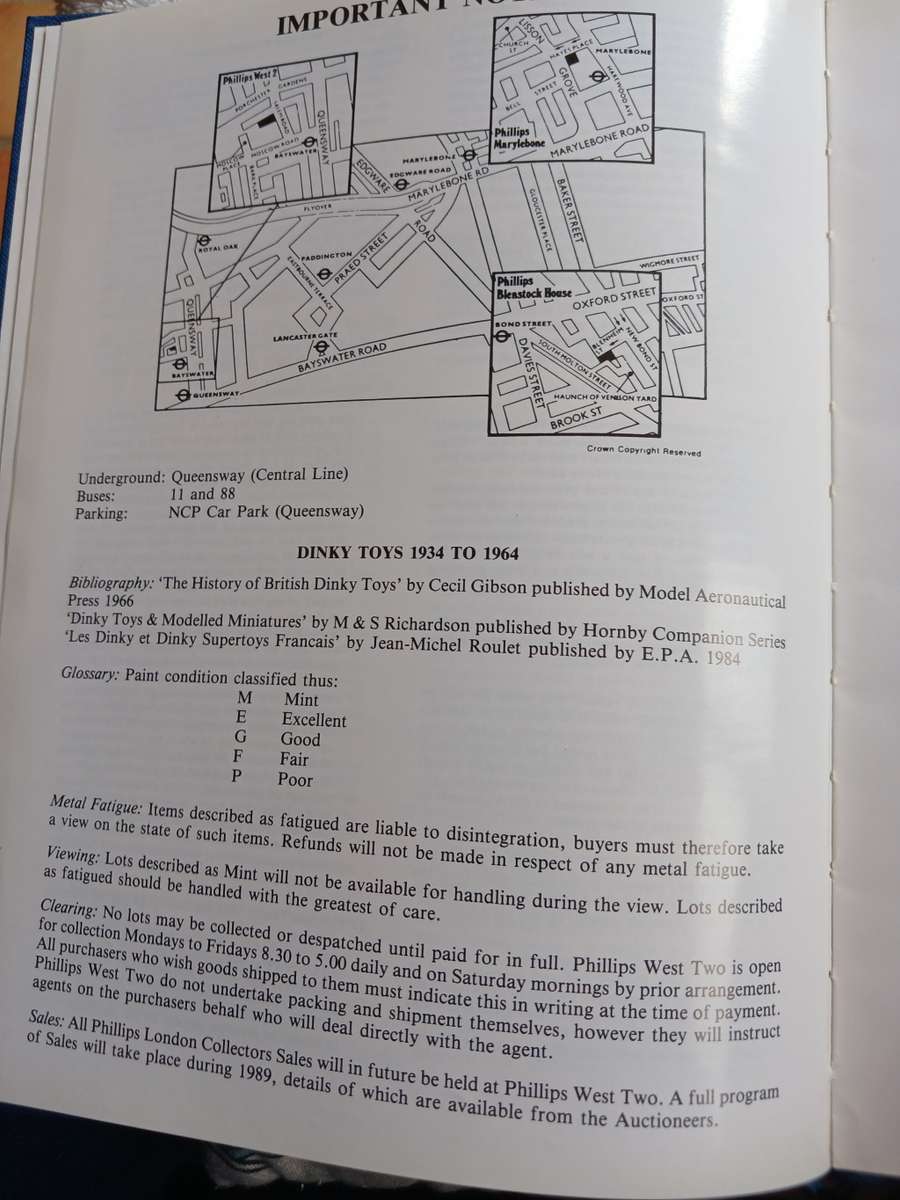 IMPORTANT
Phillips West 2
PORCHESTER
GARDENS
QUEENSWAY
MOSCOW ROAD
BAYSWATER
MOSCOW
PLACE
LISSON
GROVE
CHURCH
ST
HAYES PLACE
MARYLEBONE
HAREWOOD AVE
BELL
STREET
Phillips
Marylebone
MARYLEBONE ROAD
EDGWARE
ROAD
MARYLEBONE
EDGWARE ROAD
MARYLEBONE RD
FLYOVER
ROYAL OAK
PADDINGTON
EASTBOURNE TERRACE
PRAED STREET
GLOUCESTER PLACE
BAKER STREET
WIGMORE STREET
QUEENSWAY
LANCASTER GATE
BAYSWATER ROAD
BAYSWATER
QUEENSWAY
Phillips
Blenstock House
OXFORD STREET
OXFORD ST
BOND STREET
DAVIES STREET
SOUTH MOLTON STREET
BLENHEIM
ST
NEW BOND ST
HAUNCH OF VENISON YARD
BROOK ST
Crown Copyright Reserved
Underground: Queensway (Central Line)
Buses: 11 and 88
Parking: NCP Car Park (Queensway)
DINKY TOYS 1934 TO 1964
Bibliography: ‘The History of British Dinky Toys’ by Cecil Gibson published by Model Aeronautical
Press 1966
‘Dinky Toys & Modelled Miniatures’ by M & S Richardson published by Hornby Companion Series
‘Les Dinky et Dinky Supertoys Francais’ by Jean-Michel Roulet published by E.P.A. 1984
Glossary: Paint condition classified thus:
M Mint
E Excellent
G Good
F Fair
P Poor
Metal Fatigue: Items described as fatigued are liable to disintegration, buyers must therefore take
a view on the state of such items. Refunds will not be made in respect of any metal fatigue.
Viewing: Lots described as Mint will not be available for handling during the view. Lots described
as fatigued should be handled with the greatest of care.
Clearing: No lots may be collected or despatched until paid for in full. Phillips West Two is open
for collection Mondays to Fridays 8.30 to 5.00 daily and on Saturday mornings by prior arrangement.
All purchasers who wish goods shipped to them must indicate this in writing at the time of payment.
Phillips West Two do not undertake packing and shipment themselves, however they will instruct
agents on the purchasers behalf who will deal directly with the agent.
Sales: All Phillips London Collectors Sales will in future be held at Phillips West Two. A full program
of Sales will take place during 1989, details of which are available from the Auctioneers.